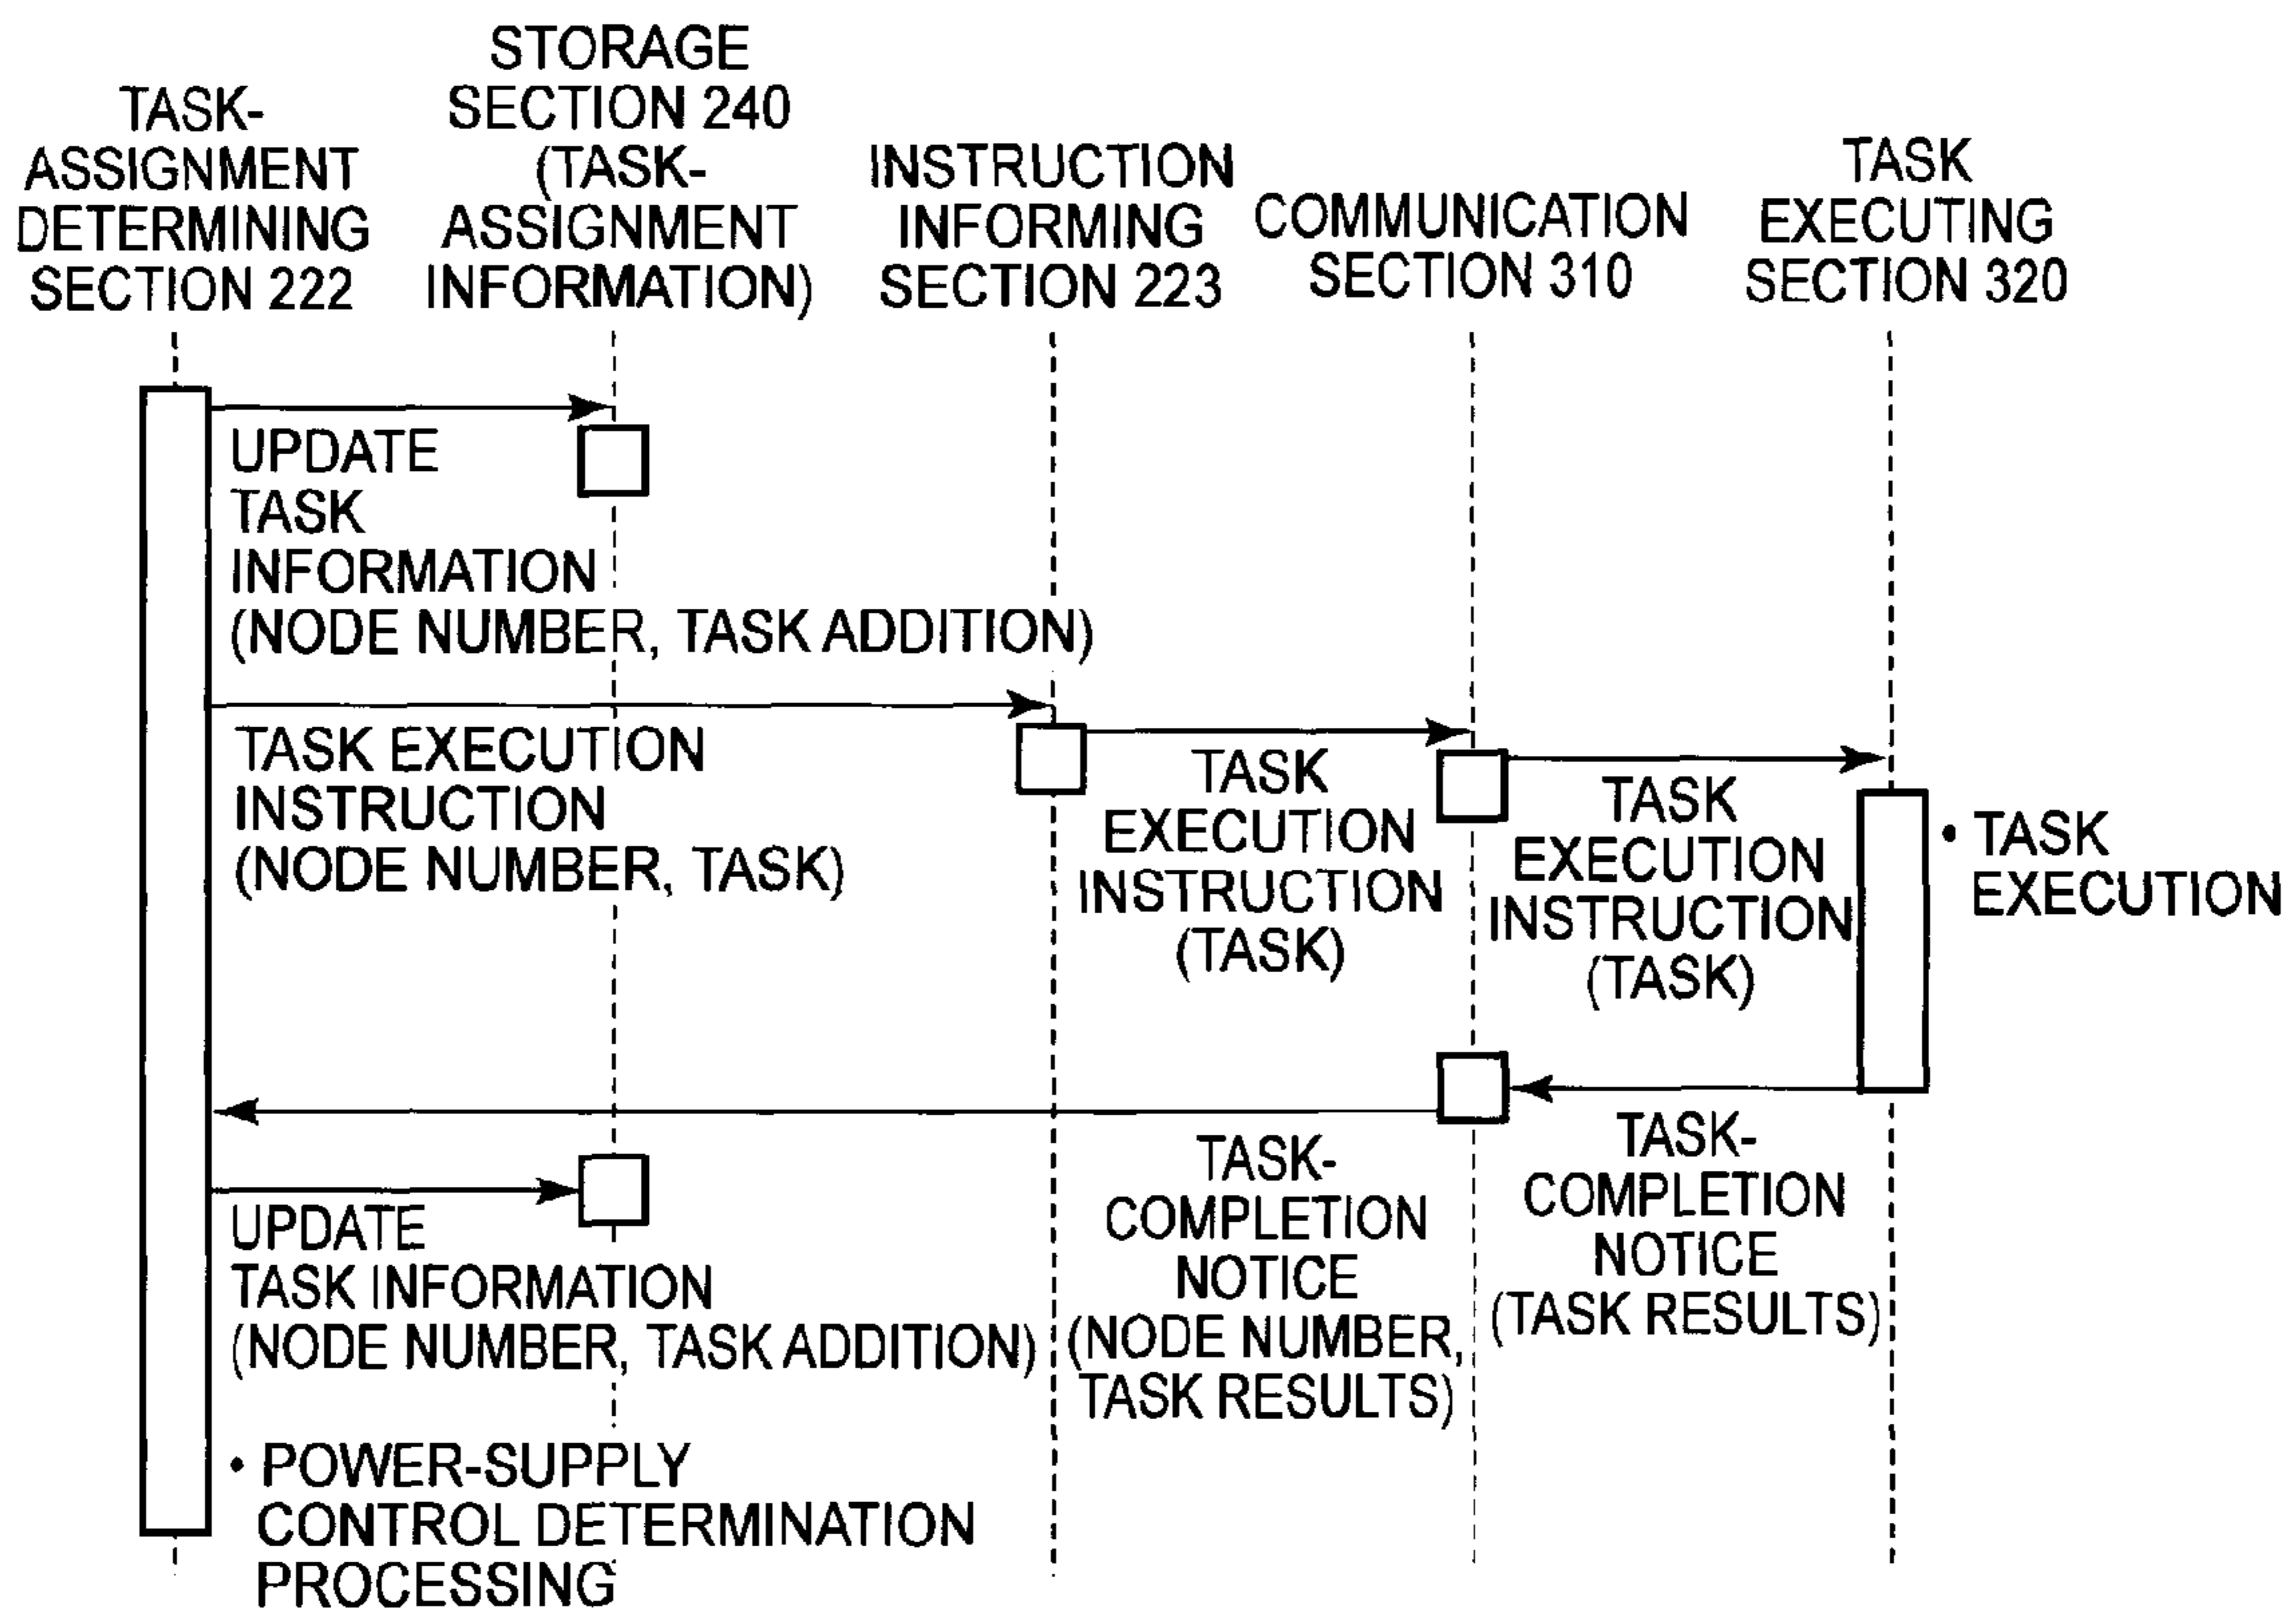 TASK-
ASSIGNMENT
DETERMINING
SECTION 222
STORAGE
SECTION 240
(TASK-
ASSIGNMENT
INFORMATION)
INSTRUCTION
INFORMING
SECTION 223
COMMUNICATION
SECTION 310
TASK
EXECUTING
SECTION 320
UPDATE
TASK
INFORMATION
(NODE NUMBER, TASK ADDITION)
TASK EXECUTION
INSTRUCTION
(NODE NUMBER, TASK)
TASK
EXECUTION
INSTRUCTION
(TASK)
TASK
EXECUTION
INSTRUCTION
(TASK)
• TASK
EXECUTION
TASK-
COMPLETION
NOTICE
(TASK RESULTS)
TASK-
COMPLETION
NOTICE
(NODE NUMBER,
TASK RESULTS)
UPDATE
TASK INFORMATION
(NODE NUMBER, TASK ADDITION)
• POWER-SUPPLY
CONTROL DETERMINATION
PROCESSING